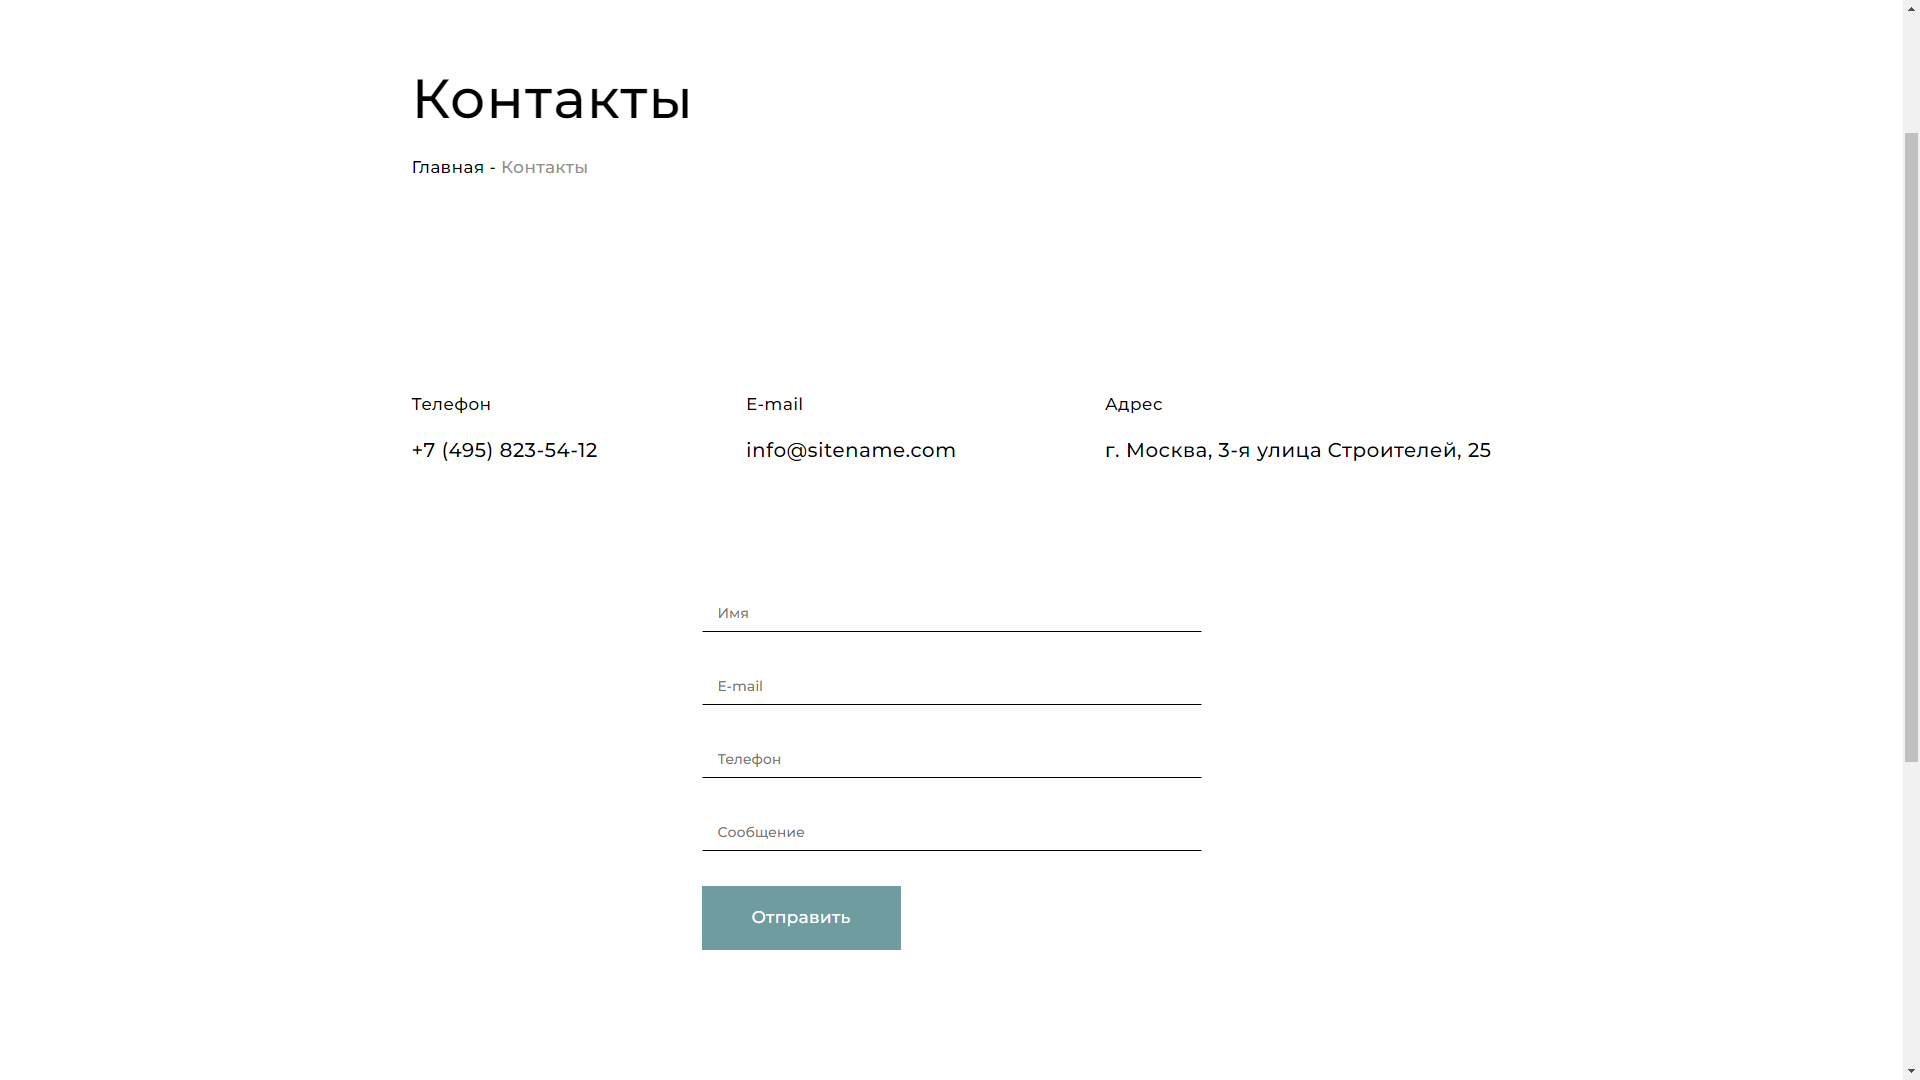 Контакты
Главная - Контакты
Телефон
+7 (495) 823-54-12
E-mail
info@sitename.com
Адрес
г. Москва, 3-я улица Строителей, 25
Имя
E-mail
Телефон
Сообщение
Отправить